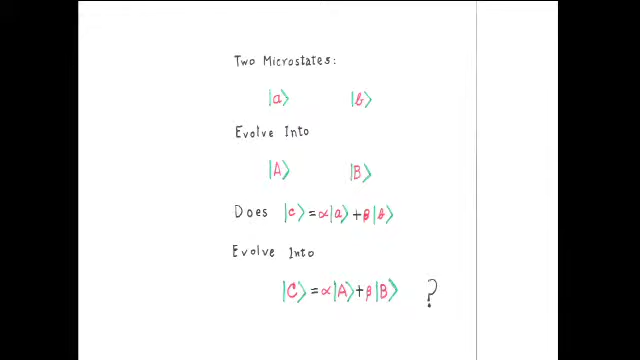 Two Microstates:
|a⟩ |b⟩
Evolve Into
|A⟩ |B⟩
Does |c⟩ = α|a⟩ + β|b⟩
Evolve Into
|C⟩ = α|A⟩ + β|B⟩ ?